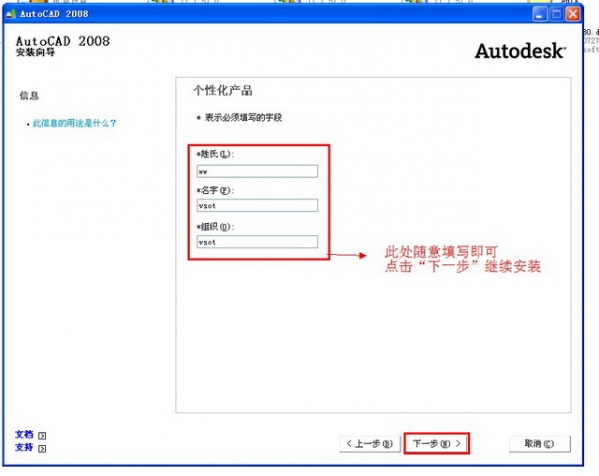 AutoCAD 2008
AutoCAD 2008
安装向导
Autodesk
信息
• 此信息的用途是什么?
个性化产品
* 表示必须填写的字段
*姓氏(L):
ww
*名字(F):
vsot
*组织(O):
vsot
此处随意填写即可
点击“下一步”继续安装
文档
支持
< 上一步(B)
下一步(N) >
取消(C)